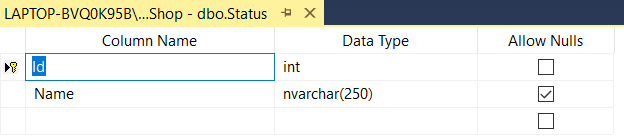 LAPTOP-BVQ0K95B\...Shop - dbo.Status
Column Name Data Type Allow Nulls
Id int
Name nvarchar(250)